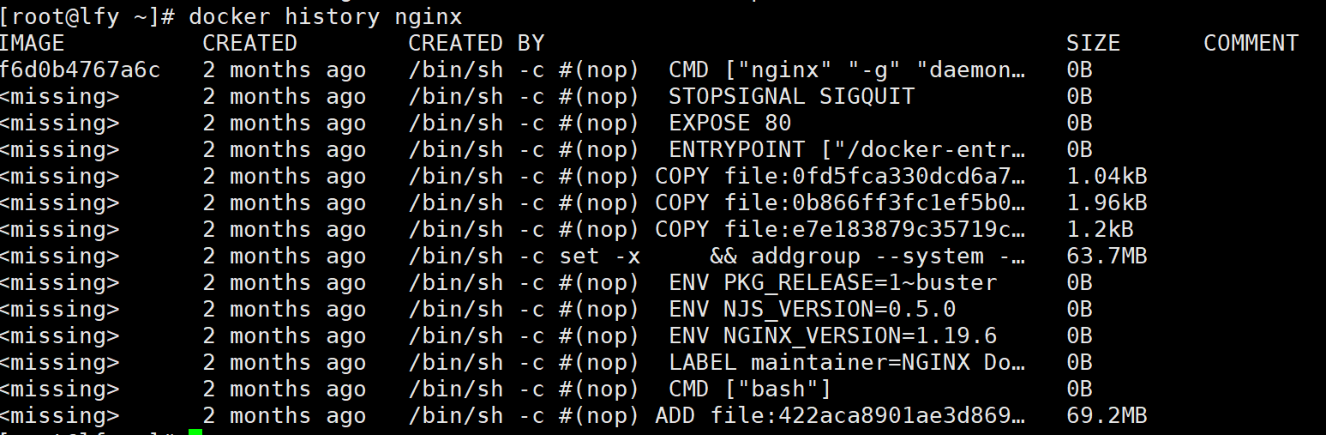 [root@lfy ~]# docker history nginx
IMAGE CREATED CREATED BY SIZE COMMENT
f6d0b4767a6c 2 months ago /bin/sh -c #(nop) CMD ["nginx" "-g" "daemon… 0B
<missing> 2 months ago /bin/sh -c #(nop) STOPSIGNAL SIGQUIT 0B
<missing> 2 months ago /bin/sh -c #(nop) EXPOSE 80 0B
<missing> 2 months ago /bin/sh -c #(nop) ENTRYPOINT ["/docker-entr… 0B
<missing> 2 months ago /bin/sh -c #(nop) COPY file:0fd5fca330dcd6a7… 1.04kB
<missing> 2 months ago /bin/sh -c #(nop) COPY file:0b866ff3fc1ef5b0… 1.96kB
<missing> 2 months ago /bin/sh -c #(nop) COPY file:e7e183879c35719c… 1.2kB
<missing> 2 months ago /bin/sh -c set -x && addgroup --system -… 63.7MB
<missing> 2 months ago /bin/sh -c #(nop) ENV PKG_RELEASE=1~buster 0B
<missing> 2 months ago /bin/sh -c #(nop) ENV NJS_VERSION=0.5.0 0B
<missing> 2 months ago /bin/sh -c #(nop) ENV NGINX_VERSION=1.19.6 0B
<missing> 2 months ago /bin/sh -c #(nop) LABEL maintainer=NGINX Do… 0B
<missing> 2 months ago /bin/sh -c #(nop) CMD ["bash"] 0B
<missing> 2 months ago /bin/sh -c #(nop) ADD file:422aca8901ae3d869… 69.2MB